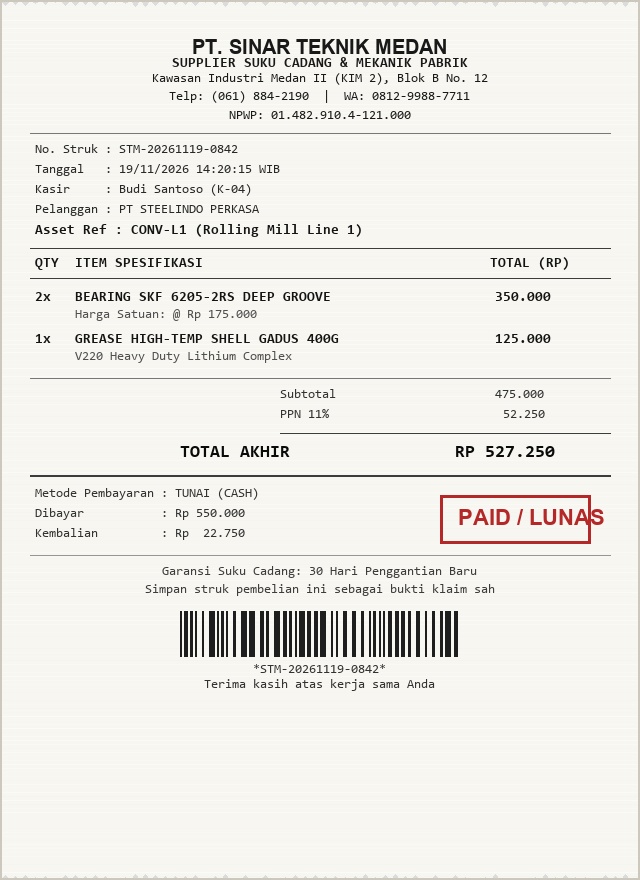 PT. SINAR TEKNIK MEDAN
SUPPLIER SUKU CADANG & MEKANIK PABRIK
Kawasan Industri Medan II (KIM 2), Blok B No. 12
Telp: (061) 884-2190 | WA: 0812-9988-7711
NPWP: 01.482.910.4-121.000
No. Struk : STM-20261119-0842
Tanggal : 19/11/2026 14:20:15 WIB
Kasir : Budi Santoso (K-04)
Pelanggan : PT STEELINDO PERKASA
Asset Ref : CONV-L1 (Rolling Mill Line 1)
QTY ITEM SPESIFIKASI TOTAL (RP)
2x BEARING SKF 6205-2RS DEEP GROOVE 350.000
Harga Satuan: @ Rp 175.000
1x GREASE HIGH-TEMP SHELL GADUS 400G 125.000
V220 Heavy Duty Lithium Complex
Subtotal 475.000
PPN 11% 52.250
TOTAL AKHIR RP 527.250
Metode Pembayaran : TUNAI (CASH)
Dibayar : Rp 550.000
Kembalian : Rp 22.750
PAID / LUNAS
Garansi Suku Cadang: 30 Hari Penggantian Baru
Simpan struk pembelian ini sebagai bukti klaim sah
*STM-20261119-0842*
Terima kasih atas kerja sama Anda